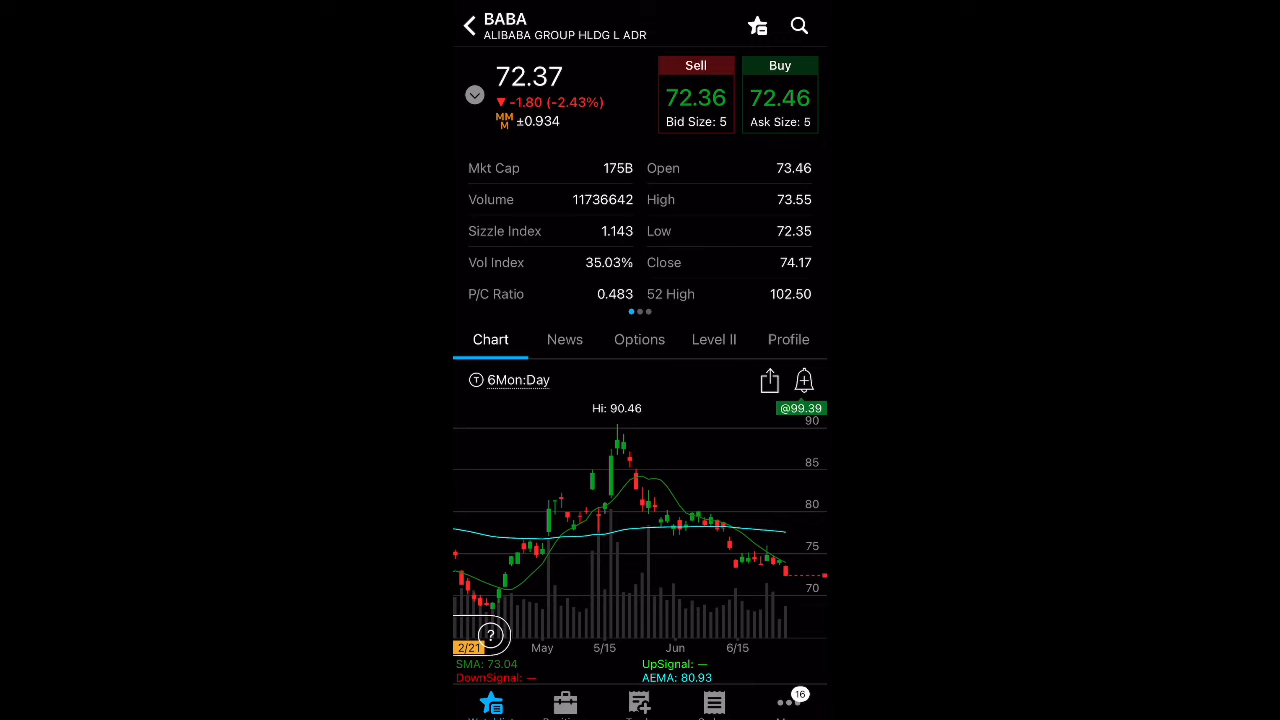 BABA
ALIBABA GROUP HLDG L ADR
72.37
-1.80 (-2.43%)
MM
M
±0.934
Sell
72.36
Bid Size: 5
Buy
72.46
Ask Size: 5
Mkt Cap 175B Open 73.46
Volume 11736642 High 73.55
Sizzle Index 1.143 Low 72.35
Vol Index 35.03% Close 74.17
P/C Ratio 0.483 52 High 102.50
Chart News Options Level II Profile
T 6Mon:Day
Hi: 90.46
@99.39
90
85
80
75
70
?
2/21 May 5/15 Jun 6/15
SMA: 73.04 UpSignal: —
DownSignal: — AEMA: 80.93
16